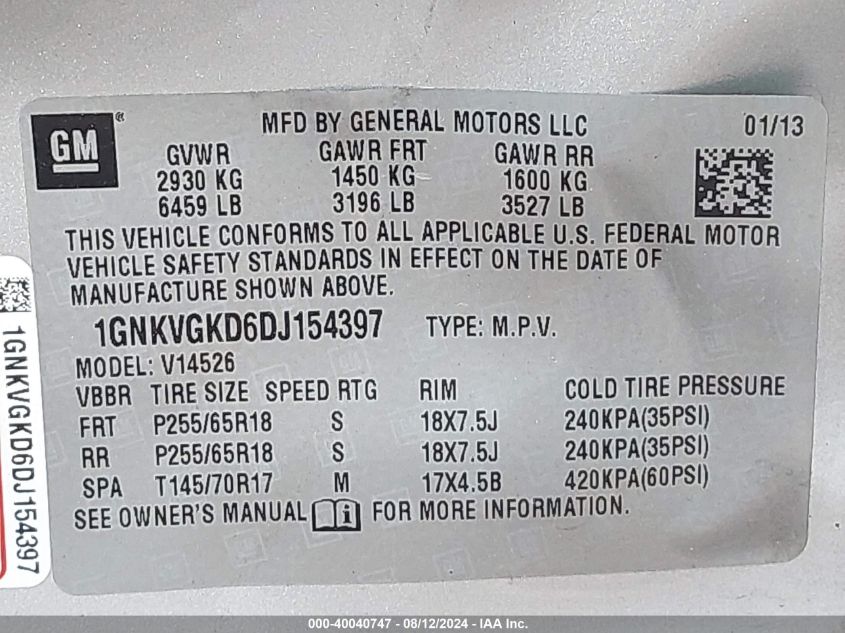 GM®
MFD BY GENERAL MOTORS LLC 01/13
GVWR GAWR FRT GAWR RR
2930 KG 1450 KG 1600 KG
6459 LB 3196 LB 3527 LB
THIS VEHICLE CONFORMS TO ALL APPLICABLE U.S. FEDERAL MOTOR
VEHICLE SAFETY STANDARDS IN EFFECT ON THE DATE OF
MANUFACTURE SHOWN ABOVE.
1GNKVGKD6DJ154397 TYPE: M.P.V.
MODEL: V14526
VBBR TIRE SIZE SPEED RTG RIM COLD TIRE PRESSURE
FRT P255/65R18 S 18X7.5J 240KPA(35PSI)
RR P255/65R18 S 18X7.5J 240KPA(35PSI)
SPA T145/70R17 M 17X4.5B 420KPA(60PSI)
SEE OWNER'S MANUAL FOR MORE INFORMATION.
1GNKVGKD6DJ154397
000-40040747 - 08/12/2024 - IAA Inc.